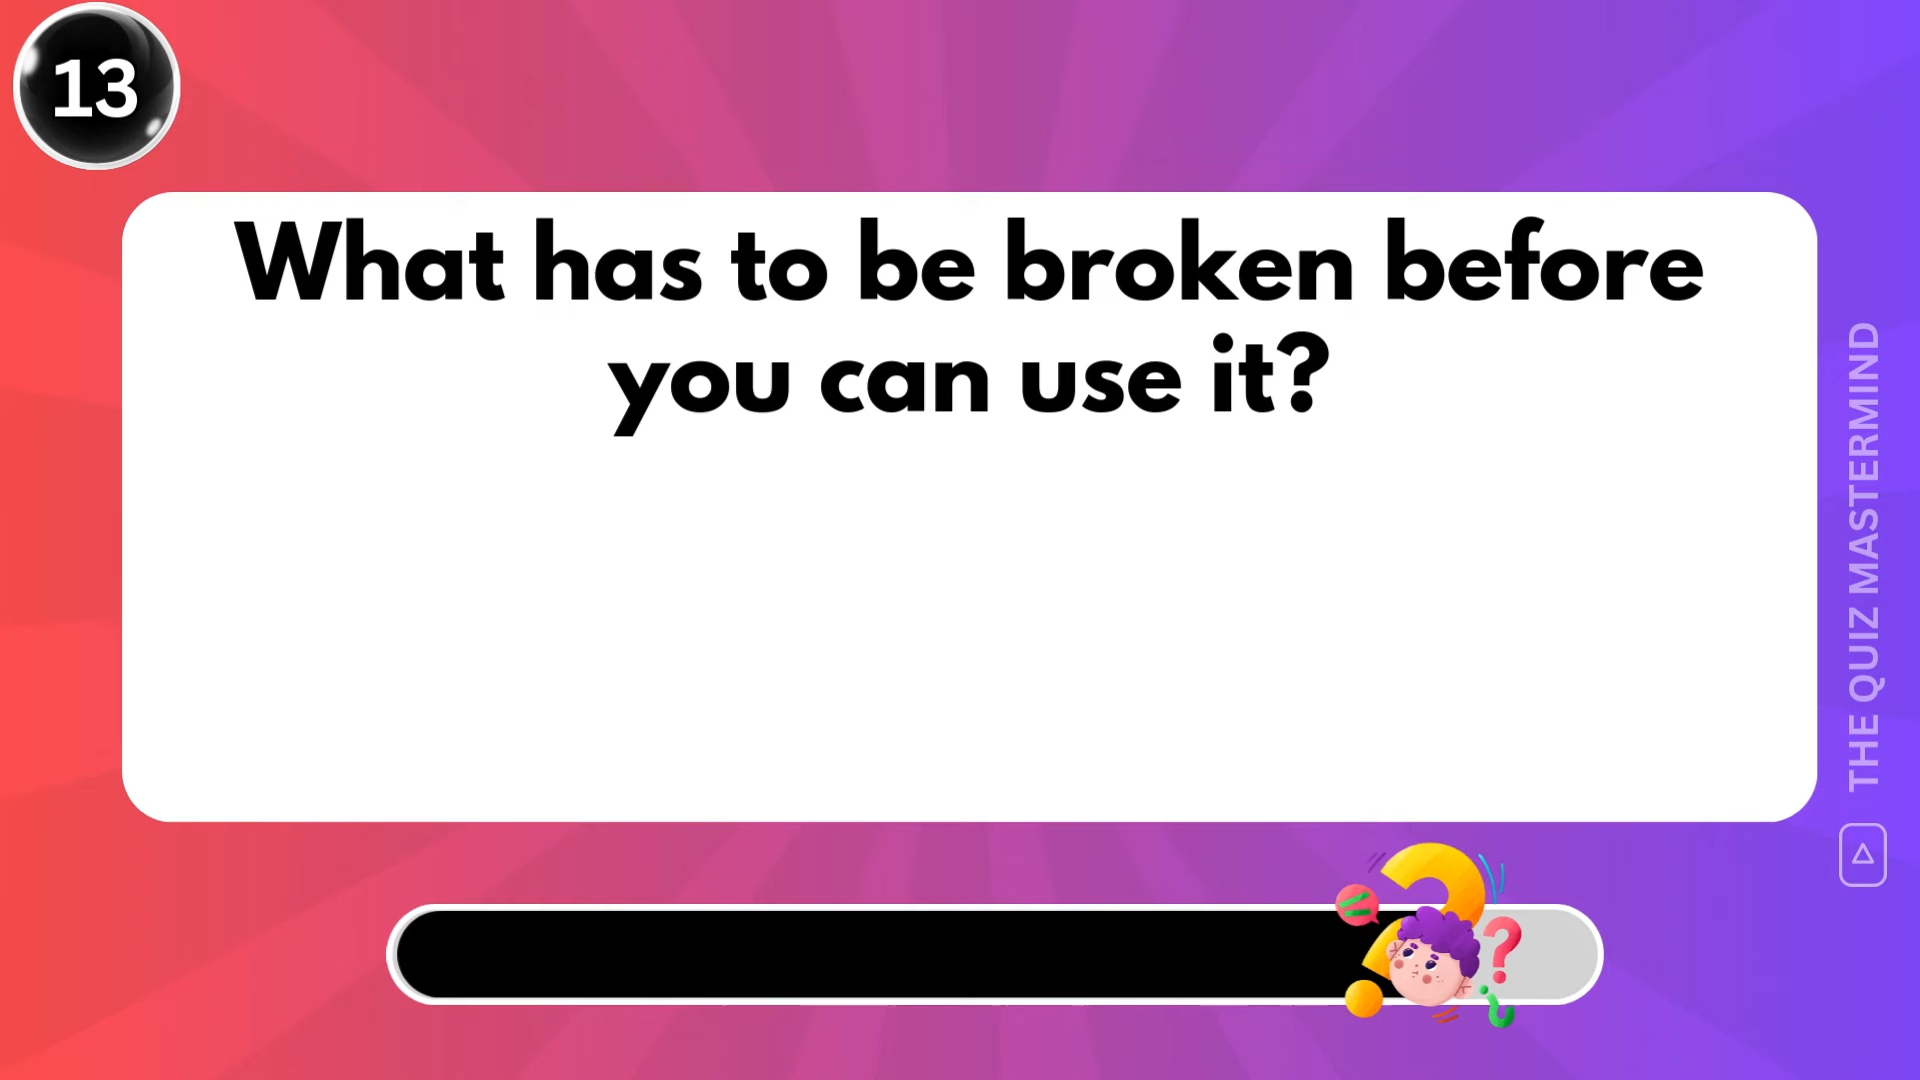 13
What has to be broken before
you can use it?
THE QUIZ MASTERMIND